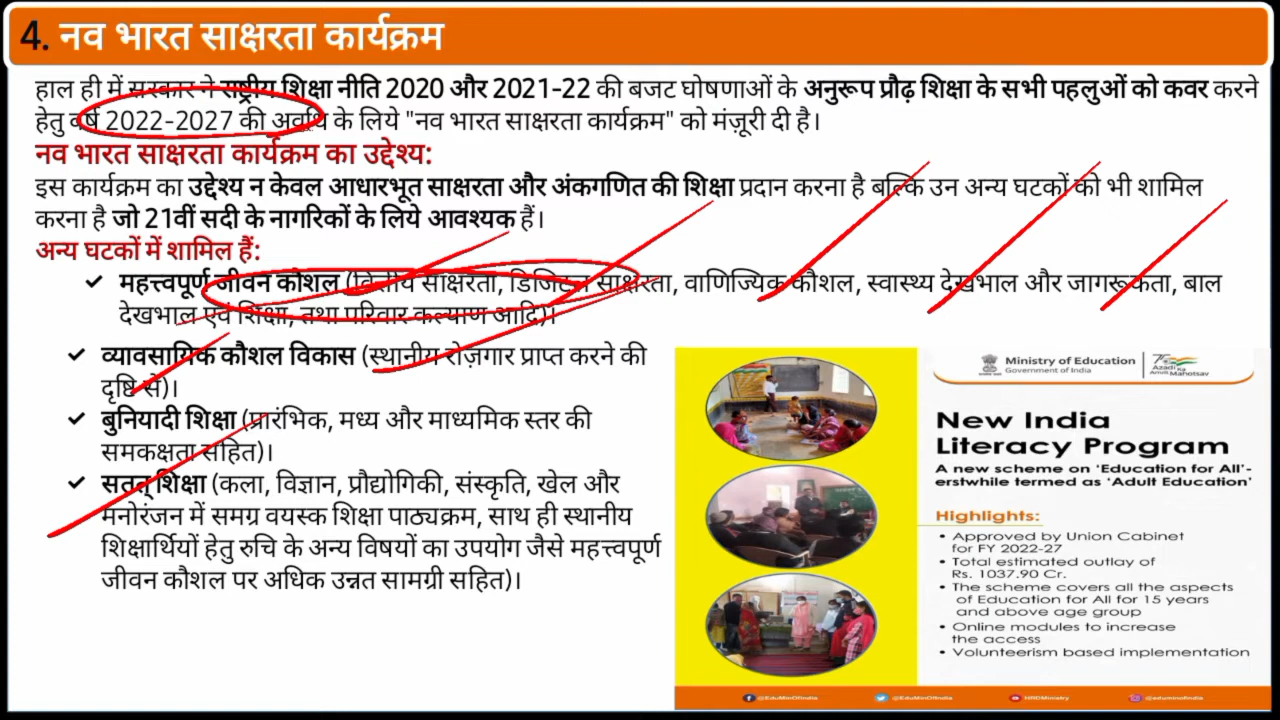 4. नव भारत साक्षरता कार्यक्रम
हाल ही में सरकार ने राष्ट्रीय शिक्षा नीति 2020 और 2021-22 की बजट घोषणाओं के अनुरूप प्रौढ़ शिक्षा के सभी पहलुओं को कवर करने
हेतु वर्ष 2022-2027 की अवधि के लिये "नव भारत साक्षरता कार्यक्रम" को मंज़ूरी दी है।
नव भारत साक्षरता कार्यक्रम का उद्देश्य:
इस कार्यक्रम का उद्देश्य न केवल आधारभूत साक्षरता और अंकगणित की शिक्षा प्रदान करना है बल्कि उन अन्य घटकों को भी शामिल
करना है जो 21वीं सदी के नागरिकों के लिये आवश्यक हैं।
अन्य घटकों में शामिल हैं:
✓ महत्त्वपूर्ण जीवन कौशल (वित्तीय साक्षरता, डिजिटल साक्षरता, वाणिज्यिक कौशल, स्वास्थ्य देखभाल और जागरूकता, बाल
देखभाल एवं शिक्षा, तथा परिवार कल्याण आदि)।
✓ व्यावसायिक कौशल विकास (स्थानीय रोज़गार प्राप्त करने की
दृष्टि से)।
✓ बुनियादी शिक्षा (प्रारंभिक, मध्य और माध्यमिक स्तर की
समकक्षता सहित)।
✓ सतत् शिक्षा (कला, विज्ञान, प्रौद्योगिकी, संस्कृति, खेल और
मनोरंजन में समग्र वयस्क शिक्षा पाठ्यक्रम, साथ ही स्थानीय
शिक्षार्थियों हेतु रुचि के अन्य विषयों का उपयोग जैसे महत्त्वपूर्ण
जीवन कौशल पर अधिक उन्नत सामग्री सहित)।
Ministry of Education
Government of India
75
Azadi Ka
Amrit Mahotsav
New India
Literacy Program
A new scheme on 'Education for All'-
erstwhile termed as 'Adult Education'
Highlights:
• Approved by Union Cabinet
for FY 2022-27
• Total estimated outlay of
Rs. 1037.90 Cr.
• The scheme covers all the aspects
of Education for All for 15 years
and above age group
• Online modules to increase
the access
• Volunteerism based implementation
@EduMinOfIndia @EduMinOfIndia HRDMinistry @eduminofindia